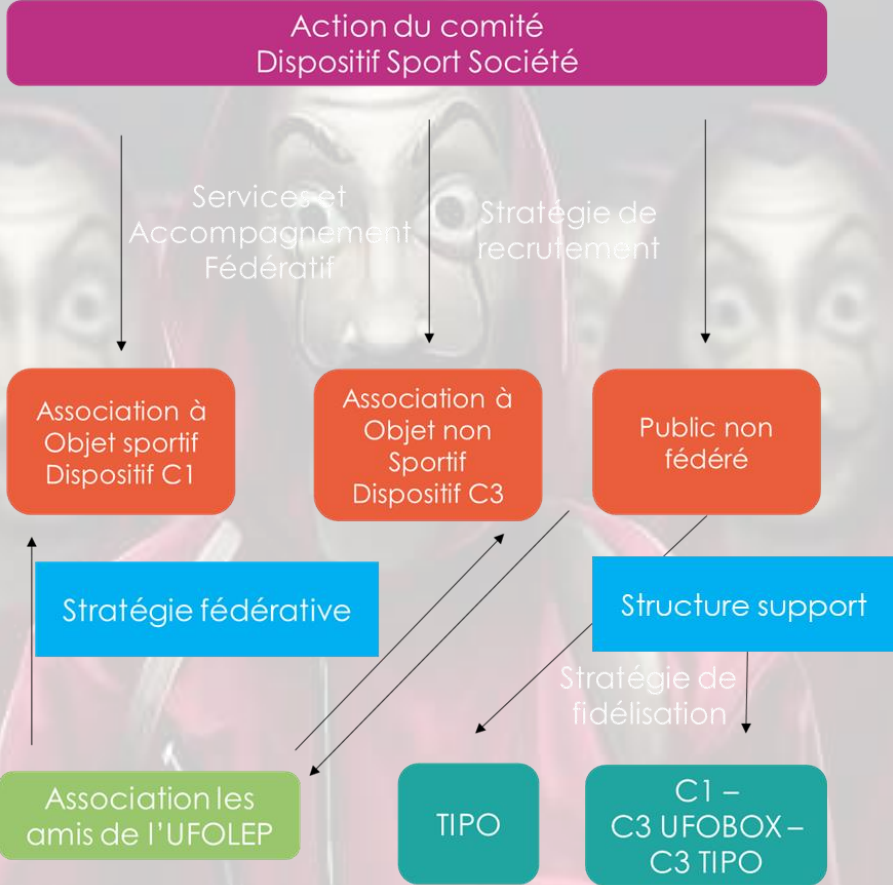 Action du comité
Dispositif Sport Société
Services et
Accompagnement
Fédératif
Stratégie de
recrutement
Association à
Objet sportif
Dispositif C1
Association à
Objet non
Sportif
Dispositif C3
Public non
fédéré
Stratégie fédérative
Structure support
Stratégie de
fidélisation
Association les
amis de l'UFOLEP
TIPO
C1 –
C3 UFOBOX –
C3 TIPO